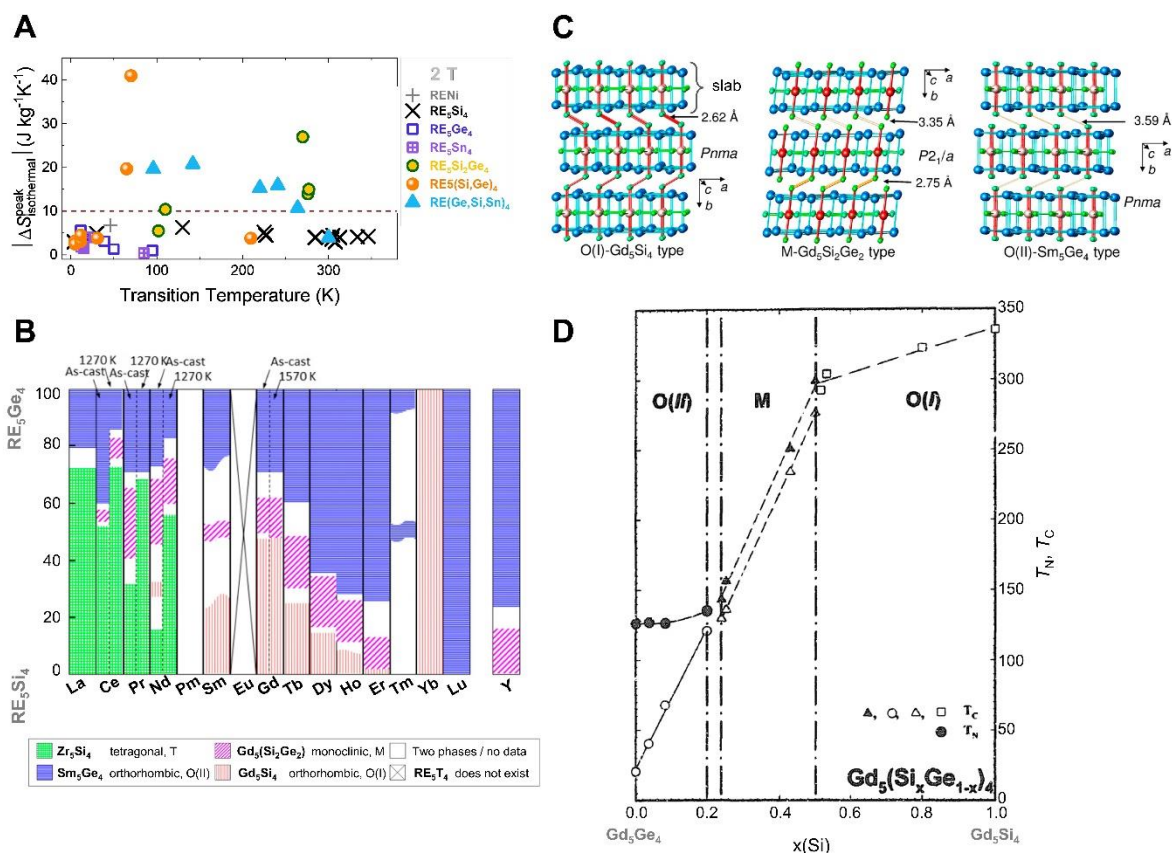 A
|ΔS^peak_isothermal| (J kg⁻¹K⁻¹)
50
40
30
20
10
0
0 100 200 300
Transition Temperature (K)
2 T
RENi
RE₅Si₄
RE₅Ge₄
RE₅Sn₄
RE₅Si₂Ge₄
RE5(Si,Ge)₄
RE(Ge,Si,Sn)₄
C
slab
2.62 Å
Pnma
c a
b
O(I)-Gd₅Si₄ type
c a
b
3.35 Å
P2₁/a
2.75 Å
M-Gd₅Si₂Ge₂ type
c a
b
3.59 Å
Pnma
O(II)-Sm₅Ge₄ type
B
1270 K
As-cast
1270 K
As-cast
As-cast
1270 K
As-cast
1570 K
RE₅Ge₄
RE₅Si₄
100
80
60
40
20
0
La Ce Pr Nd Pm Sm Eu Gd Tb Dy Ho Er Tm Yb Lu Y
Zr₅Si₄ tetragonal, T
Gd₅(Si₂Ge₂) monoclinic, M
Two phases / no data
Sm₅Ge₄ orthorhombic, O(II)
Gd₅Si₄ orthorhombic, O(I)
RE₅T₄ does not exist
D
O(II)
M
O(I)
350
300
250
200
150
100
50
0
T_N, T_C
, , , T_C
T_N
Gd₅(SiₓGe₁₋ₓ)₄
0.0 0.2 0.4 0.6 0.8 1.0
Gd₅Ge₄
x(Si)
Gd₅Si₄